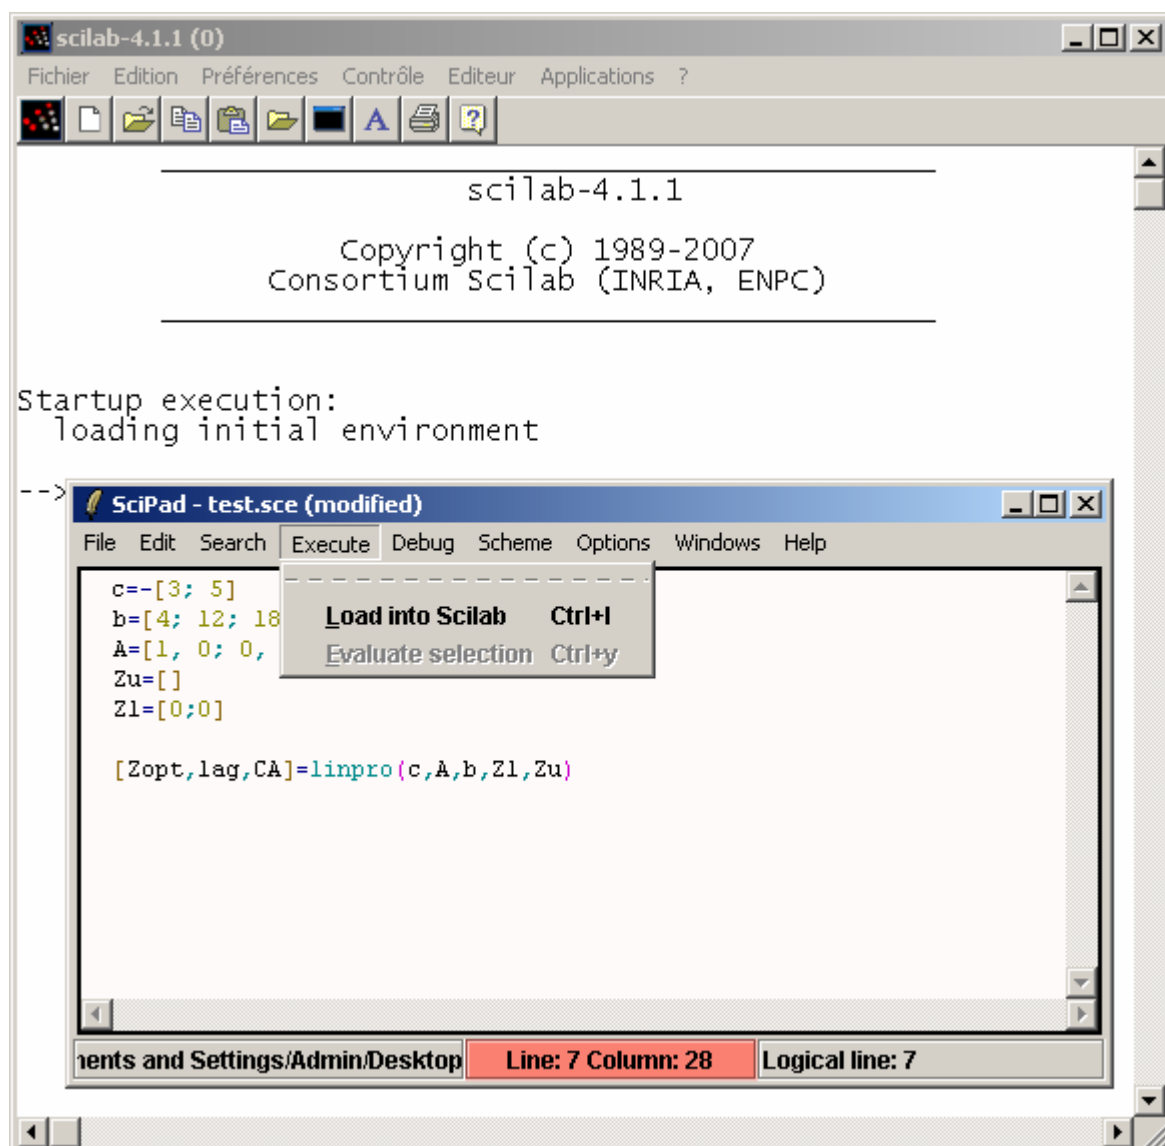 scilab-4.1.1 (0)
Fichier Edition Préférences Contrôle Editeur Applications ?
scilab-4.1.1
Copyright (c) 1989-2007
Consortium Scilab (INRIA, ENPC)
Startup execution:
loading initial environment
-->
SciPad - test.sce (modified)
File Edit Search Execute Debug Scheme Options Windows Help
Load into Scilab Ctrl+l
Evaluate selection Ctrl+y
c=-[3; 5]
b=[4; 12; 18
A=[1, 0; 0,
Zu=[]
Zl=[0;0]
[Zopt,lag,CA]=linpro(c,A,b,Zl,Zu)
ments and Settings/Admin/Desktop Line: 7 Column: 28 Logical line: 7